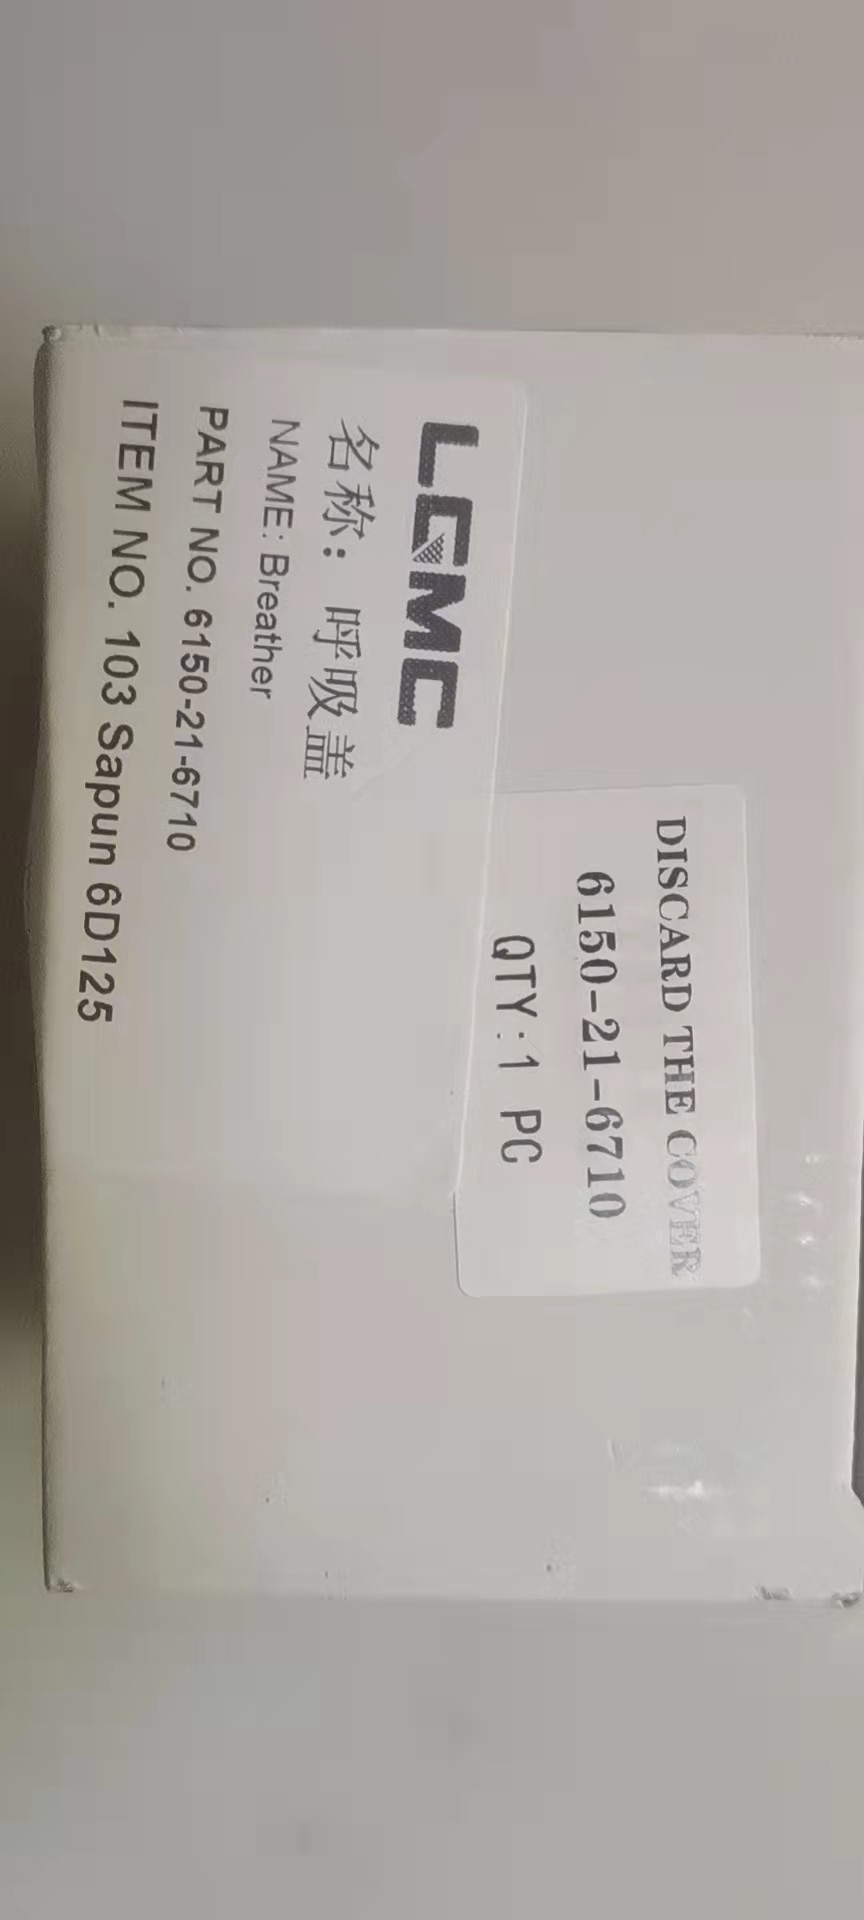 DISCARD THE COVER
6150-21-6710
QTY:1 PC
LGMC
名称：呼吸盖
NAME: Breather
PART NO. 6150-21-6710
ITEM NO. 103 Sapun 6D125